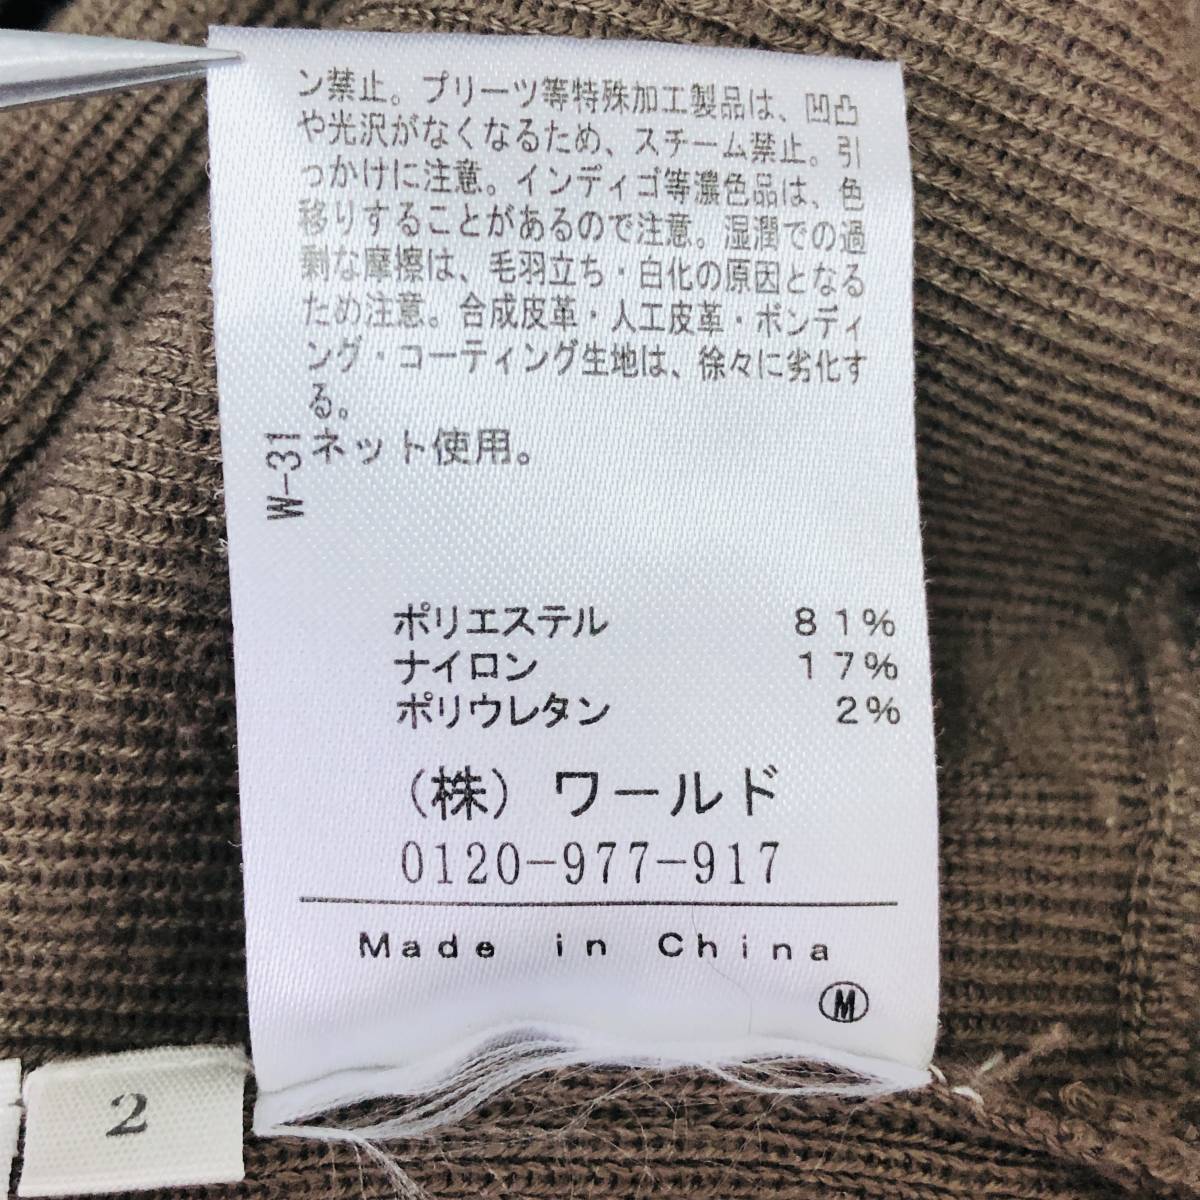 ン禁止。プリーツ等特殊加工製品は、凹凸
や光沢がなくなるため、スチーム禁止。引
っかけに注意。インディゴ等濃色品は、色
移りすることがあるので注意。湿潤での過
剰な摩擦は、毛羽立ち・白化の原因となる
ため注意。合成皮革・人工皮革・ボンディ
ング・コーティング生地は、徐々に劣化す
る。
ネット使用。
W-31
ポリエステル 81%
ナイロン 17%
ポリウレタン 2%
(株)ワールド
0120-977-917
Made in China
Ⓜ
2